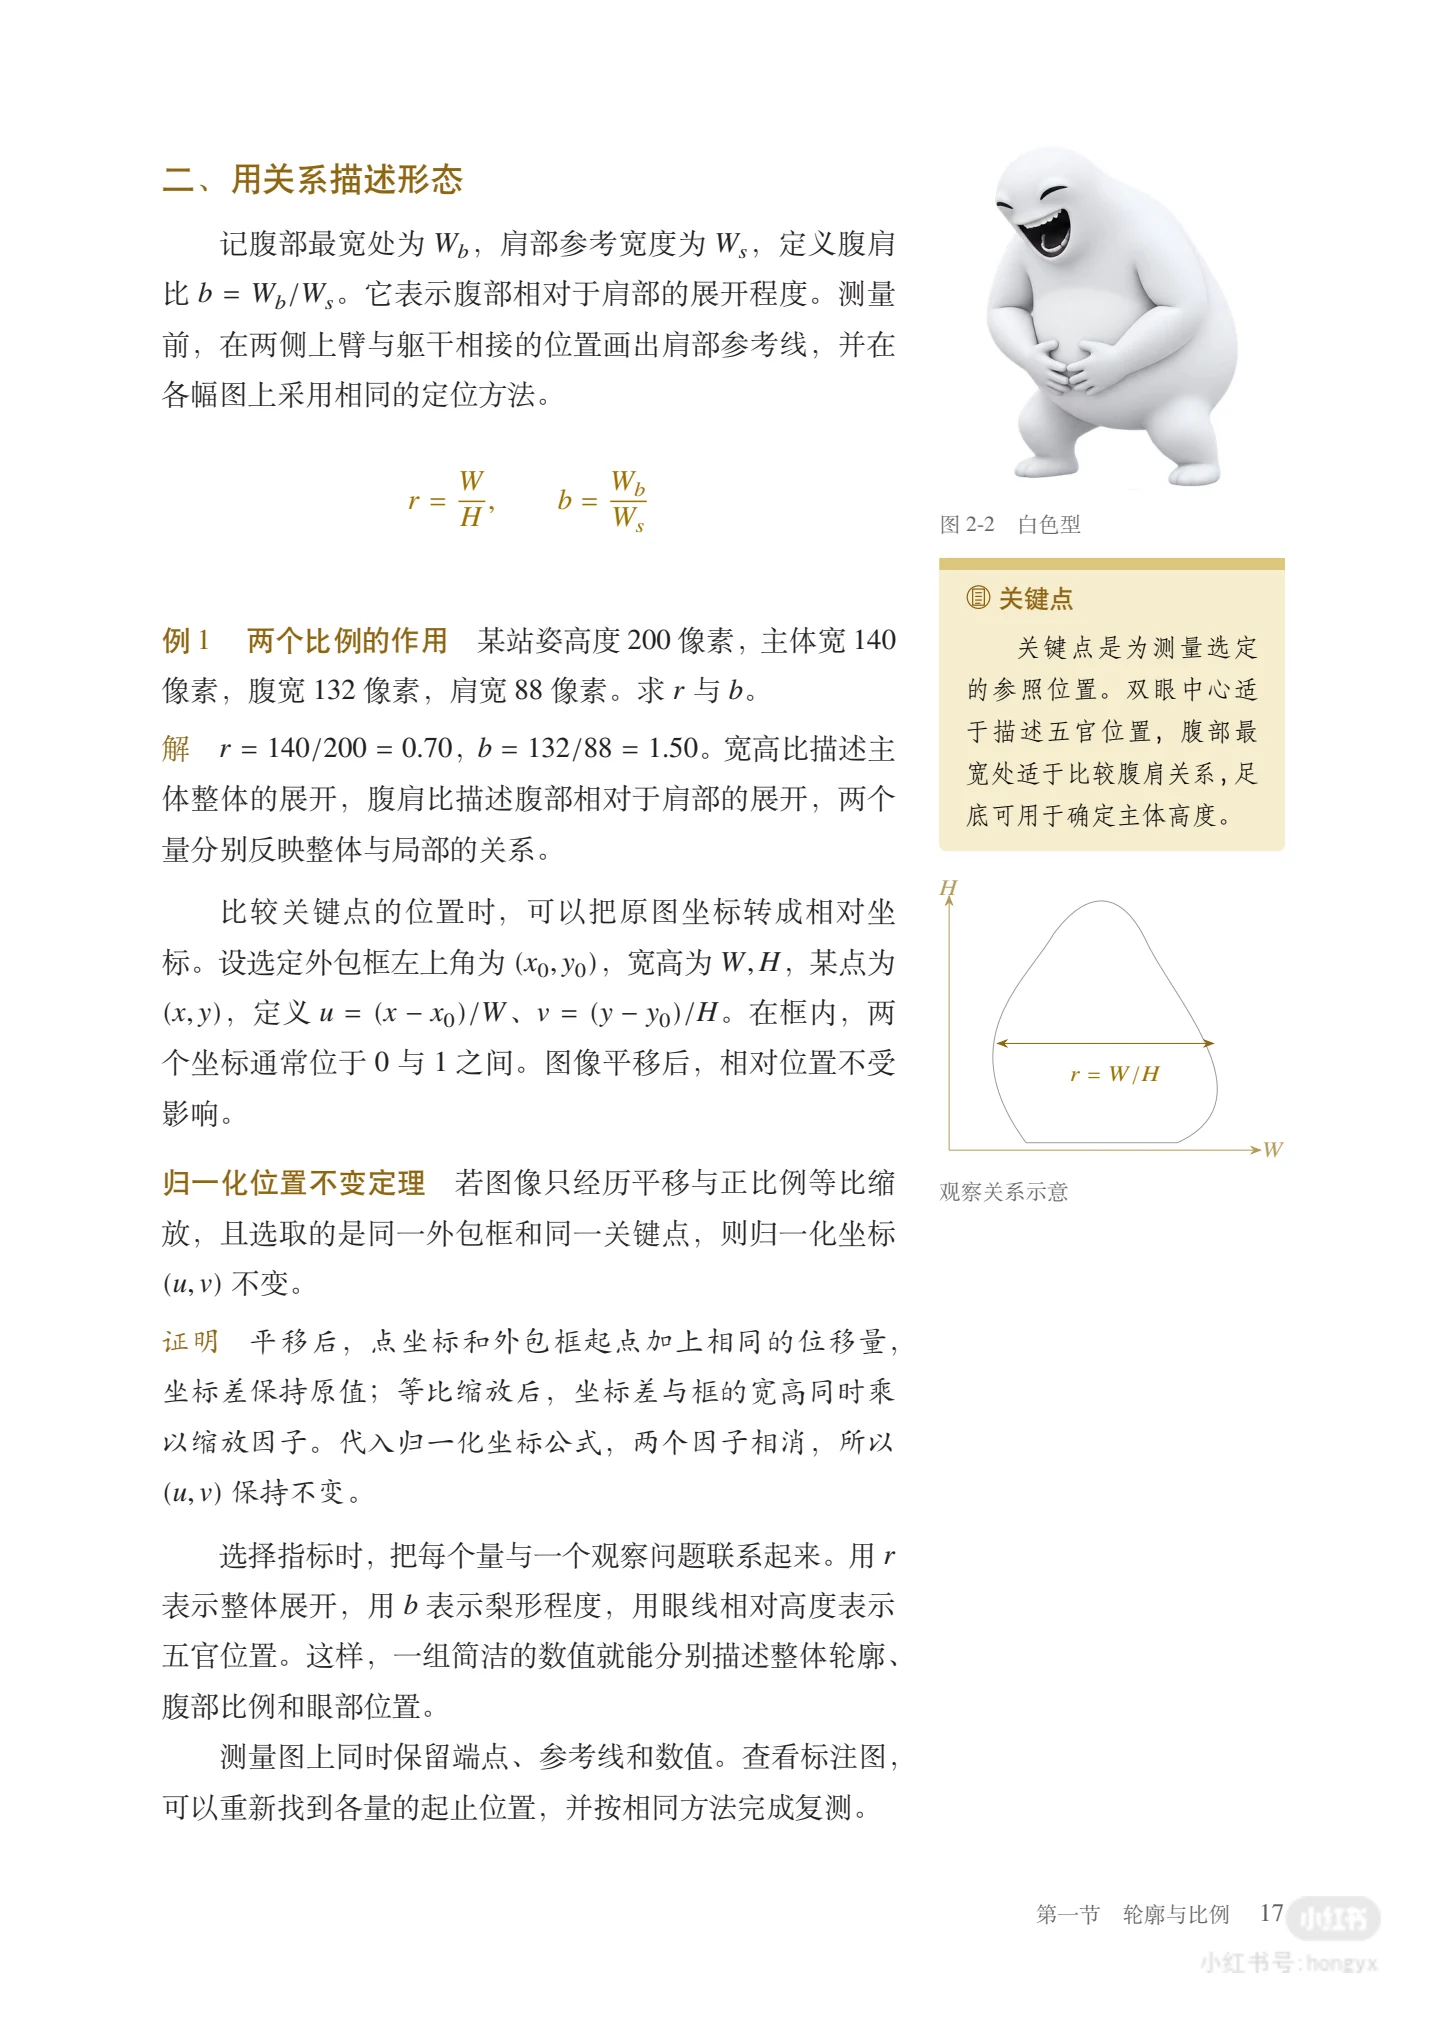 二、用关系描述形态
记腹部最宽处为 W_b，肩部参考宽度为 W_s，定义腹肩
比 b = W_b/W_s。它表示腹部相对于肩部的展开程度。测量
前，在两侧上臂与躯干相接的位置画出肩部参考线，并在
各幅图上采用相同的定位方法。
r = W/H,  b = W_b/W_s
例 1 两个比例的作用 某站姿高度 200 像素，主体宽 140
像素，腹宽 132 像素，肩宽 88 像素。求 r 与 b。
解 r = 140/200 = 0.70，b = 132/88 = 1.50。宽高比描述主
体整体的展开，腹肩比描述腹部相对于肩部的展开，两个
量分别反映整体与局部的关系。
比较关键点的位置时，可以把原图坐标转成相对坐
标。设选定外包框左上角为 (x_0, y_0)，宽高为 W, H，某点为
(x, y)，定义 u = (x − x_0)/W、v = (y − y_0)/H。在框内，两
个坐标通常位于 0 与 1 之间。图像平移后，相对位置不受
影响。
归一化位置不变定理 若图像只经历平移与正比例等比缩
放，且选取的是同一外包框和同一关键点，则归一化坐标
(u, v) 不变。
证明 平移后，点坐标和外包框起点加上相同的位移量，
坐标差保持原值；等比缩放后，坐标差与框的宽高同时乘
以缩放因子。代入归一化坐标公式，两个因子相消，所以
(u, v) 保持不变。
选择指标时，把每个量与一个观察问题联系起来。用 r
表示整体展开，用 b 表示梨形程度，用眼线相对高度表示
五官位置。这样，一组简洁的数值就能分别描述整体轮廓、
腹部比例和眼部位置。
测量图上同时保留端点、参考线和数值。查看标注图，
可以重新找到各量的起止位置，并按相同方法完成复测。
图 2-2 白色型
关键点
关键点是为测量选定
的参照位置。双眼中心适
于描述五官位置，腹部最
宽处适于比较腹肩关系，足
底可用于确定主体高度。
H
r = W/H
W
观察关系示意
第一节 轮廓与比例 17
小红书
小红书号:hongyx